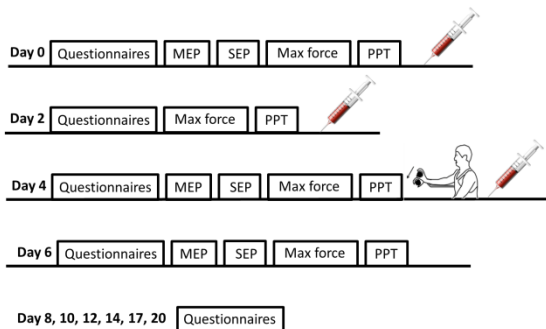 Day 0 Questionnaires MEP SEP Max force PPT
Day 2 Questionnaires Max force PPT
Day 4 Questionnaires MEP SEP Max force PPT
Day 6 Questionnaires MEP SEP Max force PPT
Day 8, 10, 12, 14, 17, 20 Questionnaires